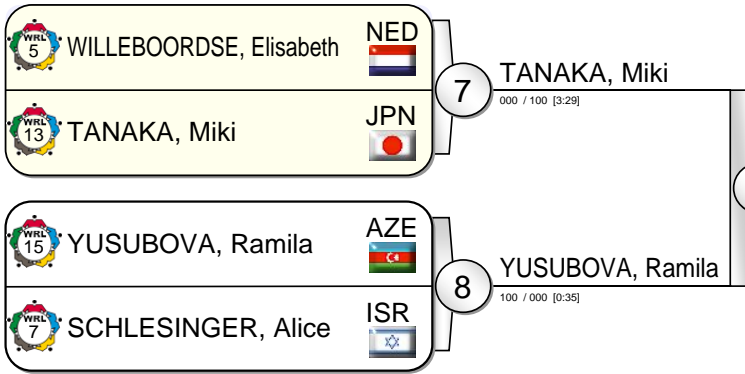 WRL
5
WILLEBOORDSE, Elisabeth
NED
WRL
13
TANAKA, Miki
JPN
7
TANAKA, Miki
000 / 100 [3:29]
WRL
15
YUSUBOVA, Ramila
AZE
WRL
7
SCHLESINGER, Alice
ISR
8
YUSUBOVA, Ramila
100 / 000 [0:35]